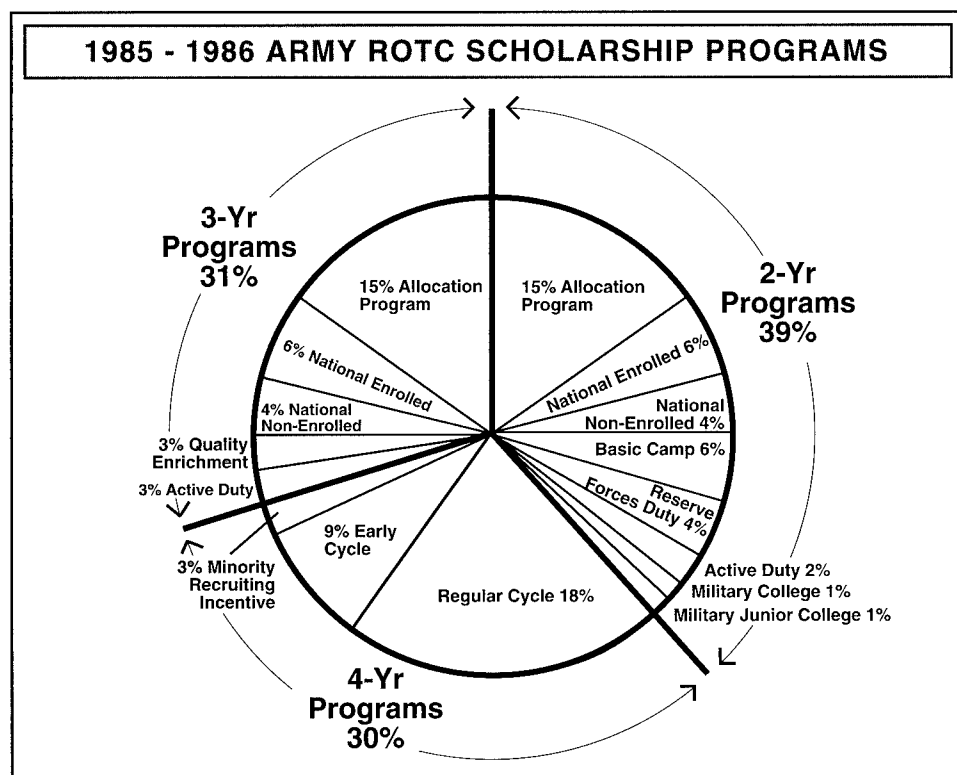 1985 - 1986 ARMY ROTC SCHOLARSHIP PROGRAMS
3-Yr
Programs
31%
2-Yr
Programs
39%
15% Allocation
Program
6% National Enrolled
4% National
Non-Enrolled
3% Quality
Enrichment
3% Active Duty
15% Allocation
Program
National Enrolled 6%
National
Non-Enrolled 4%
Basic Camp 6%
Reserve
Forces Duty 4%
Active Duty 2%
Military College 1%
Military Junior College 1%
3% Minority
Recruiting
Incentive
9% Early
Cycle
Regular Cycle 18%
4-Yr
Programs
30%